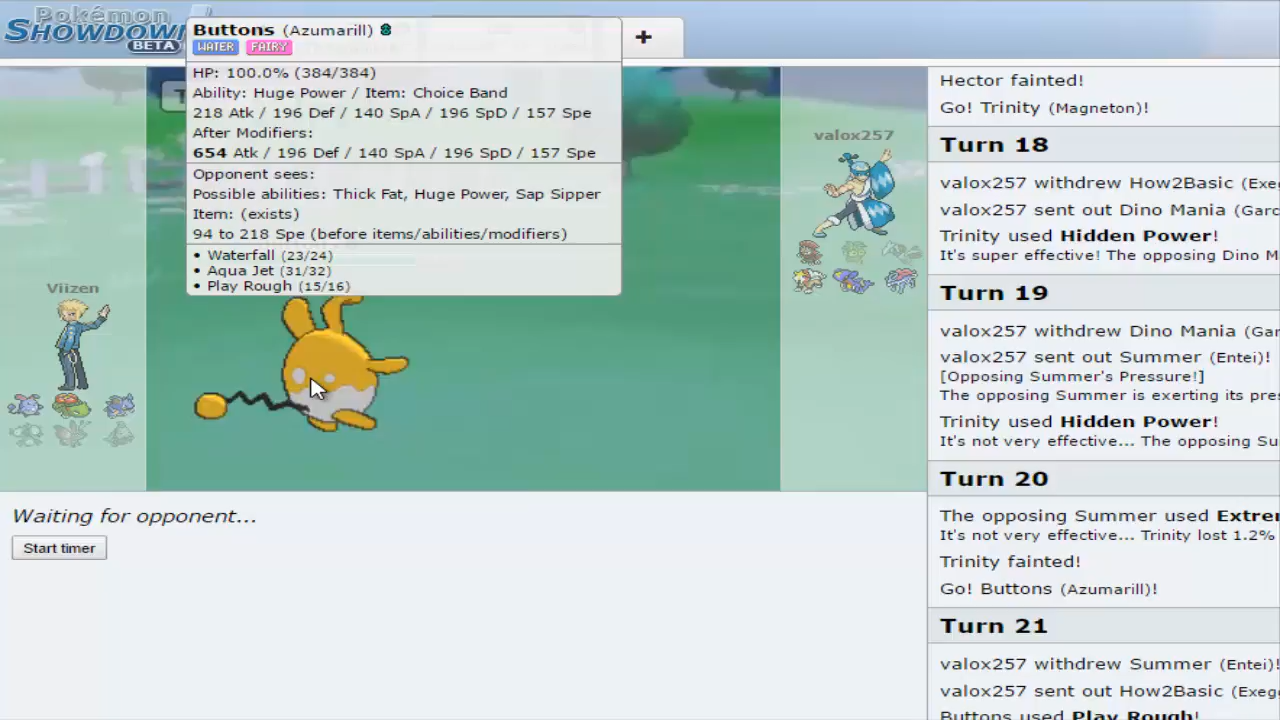 Pokémon
SHOWDOWN
BETA
Buttons (Azumarill)
WATER FAIRY
HP: 100.0% (384/384)
Ability: Huge Power / Item: Choice Band
218 Atk / 196 Def / 140 SpA / 196 SpD / 157 Spe
After Modifiers:
654 Atk / 196 Def / 140 SpA / 196 SpD / 157 Spe
Opponent sees:
Possible abilities: Thick Fat, Huge Power, Sap Sipper
Item: (exists)
94 to 218 Spe (before items/abilities/modifiers)
• Waterfall (23/24)
• Aqua Jet (31/32)
• Play Rough (15/16)
+
Viizen
valox257
Waiting for opponent...
Start timer
Hector fainted!
Go! Trinity (Magneton)!
Turn 18
valox257 withdrew How2Basic (Exe
valox257 sent out Dino Mania (Garc
Trinity used Hidden Power!
It's super effective! The opposing Dino M
Turn 19
valox257 withdrew Dino Mania (Gar
valox257 sent out Summer (Entei)!
[Opposing Summer's Pressure!]
The opposing Summer is exerting its pres
Trinity used Hidden Power!
It's not very effective... The opposing Su
Turn 20
The opposing Summer used Extrem
It's not very effective... Trinity lost 1.2%
Trinity fainted!
Go! Buttons (Azumarill)!
Turn 21
valox257 withdrew Summer (Entei)!
valox257 sent out How2Basic (Exeg
Buttons used Play Rough!